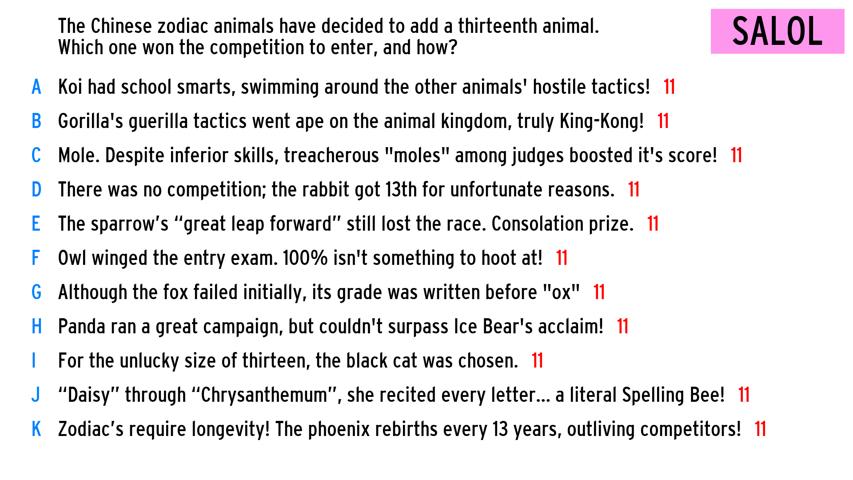 The Chinese zodiac animals have decided to add a thirteenth animal.
Which one won the competition to enter, and how?
SALOL
A Koi had school smarts, swimming around the other animals' hostile tactics! 11
B Gorilla's guerilla tactics went ape on the animal kingdom, truly King-Kong! 11
C Mole. Despite inferior skills, treacherous "moles" among judges boosted it's score! 11
D There was no competition; the rabbit got 13th for unfortunate reasons. 11
E The sparrow’s “great leap forward” still lost the race. Consolation prize. 11
F Owl winged the entry exam. 100% isn't something to hoot at! 11
G Although the fox failed initially, its grade was written before "ox" 11
H Panda ran a great campaign, but couldn't surpass Ice Bear's acclaim! 11
I For the unlucky size of thirteen, the black cat was chosen. 11
J “Daisy” through “Chrysanthemum”, she recited every letter... a literal Spelling Bee! 11
K Zodiac’s require longevity! The phoenix rebirths every 13 years, outliving competitors! 11